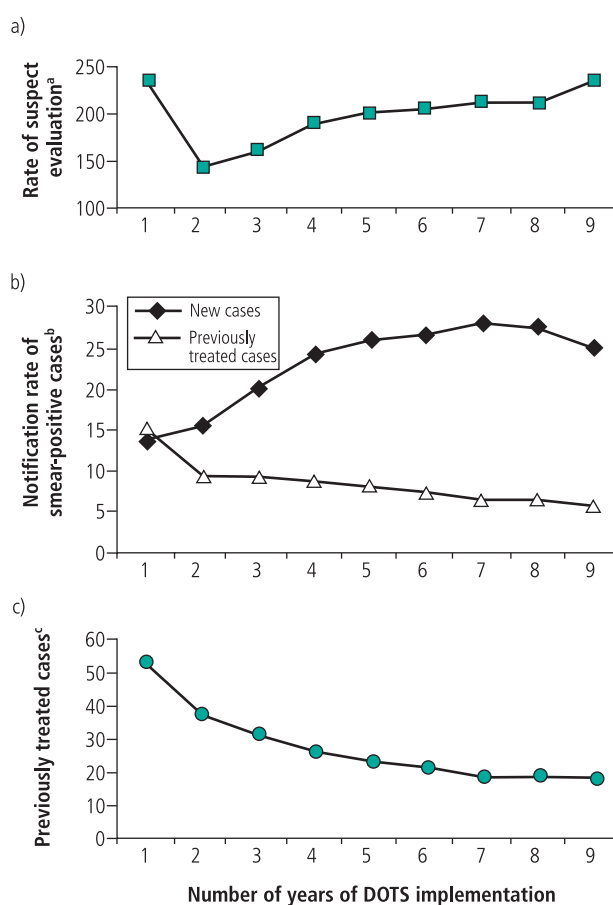 a)
Rate of suspect
evaluationa
250
200
150
100
1 2 3 4 5 6 7 8 9
b)
Notification rate of
smear-positive casesb
30
25
20
15
10
5
0
New cases
Previously
treated cases
1 2 3 4 5 6 7 8 9
c)
Previously treated casesc
60
50
40
30
20
10
0
1 2 3 4 5 6 7 8 9
Number of years of DOTS implementation